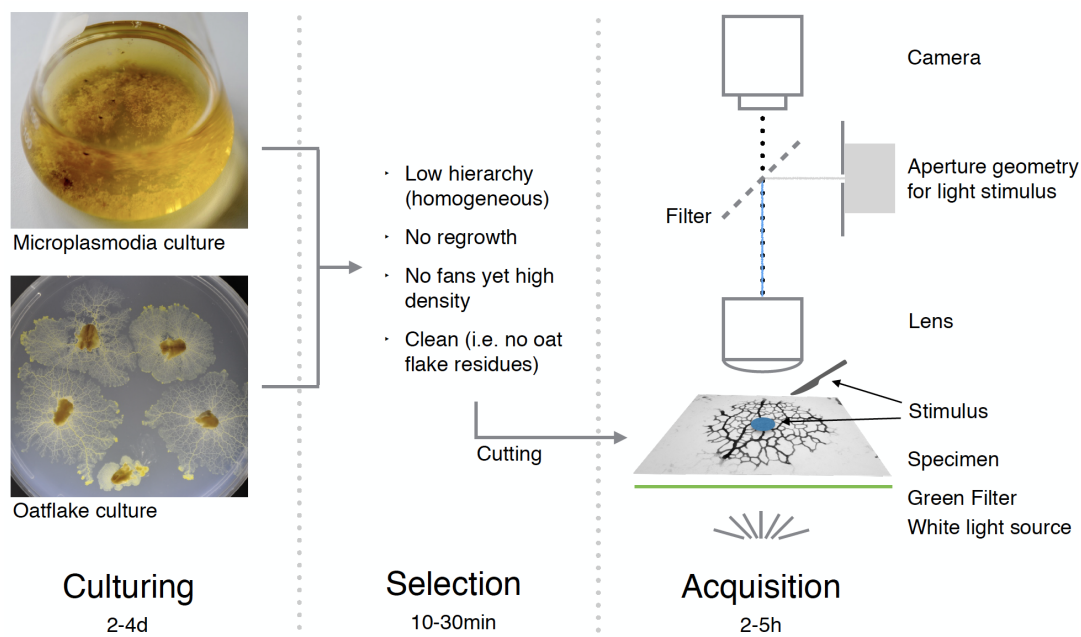 Microplasmodia culture
Oatflake culture
Culturing
2-4d
‣ Low hierarchy
(homogeneous)
‣ No regrowth
‣ No fans yet high
density
‣ Clean (i.e. no oat
flake residues)
Cutting
Selection
10-30min
Camera
Aperture geometry
for light stimulus
Filter
Lens
Stimulus
Specimen
Green Filter
White light source
Acquisition
2-5h